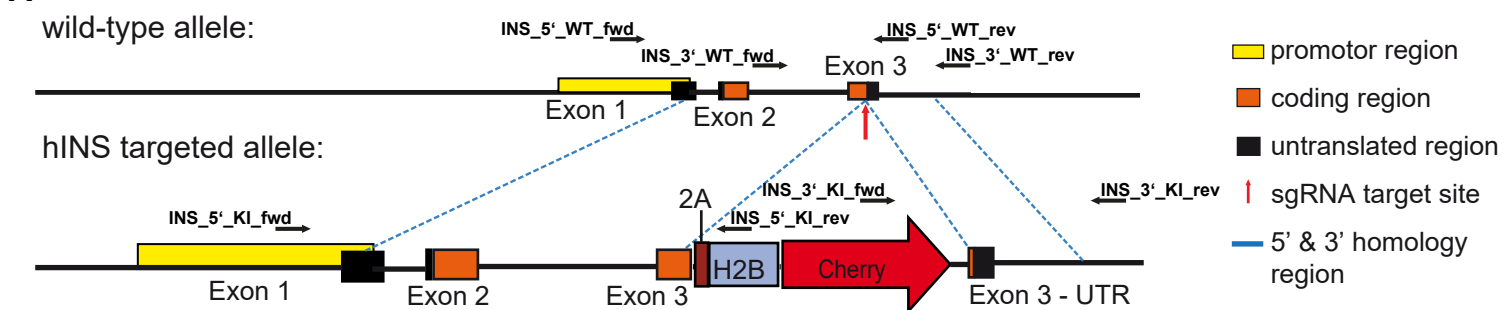 wild-type allele:
INS_5‘_WT_fwd
INS_3‘_WT_fwd
INS_5‘_WT_rev
INS_3‘_WT_rev
Exon 1
Exon 2
Exon 3
hINS targeted allele:
INS_5‘_KI_fwd
2A
INS_3‘_KI_fwd
INS_5‘_KI_rev
INS_3‘_KI_rev
H2B
Cherry
Exon 1
Exon 2
Exon 3
Exon 3 - UTR
promotor region
coding region
untranslated region
sgRNA target site
5’ & 3’ homology
region